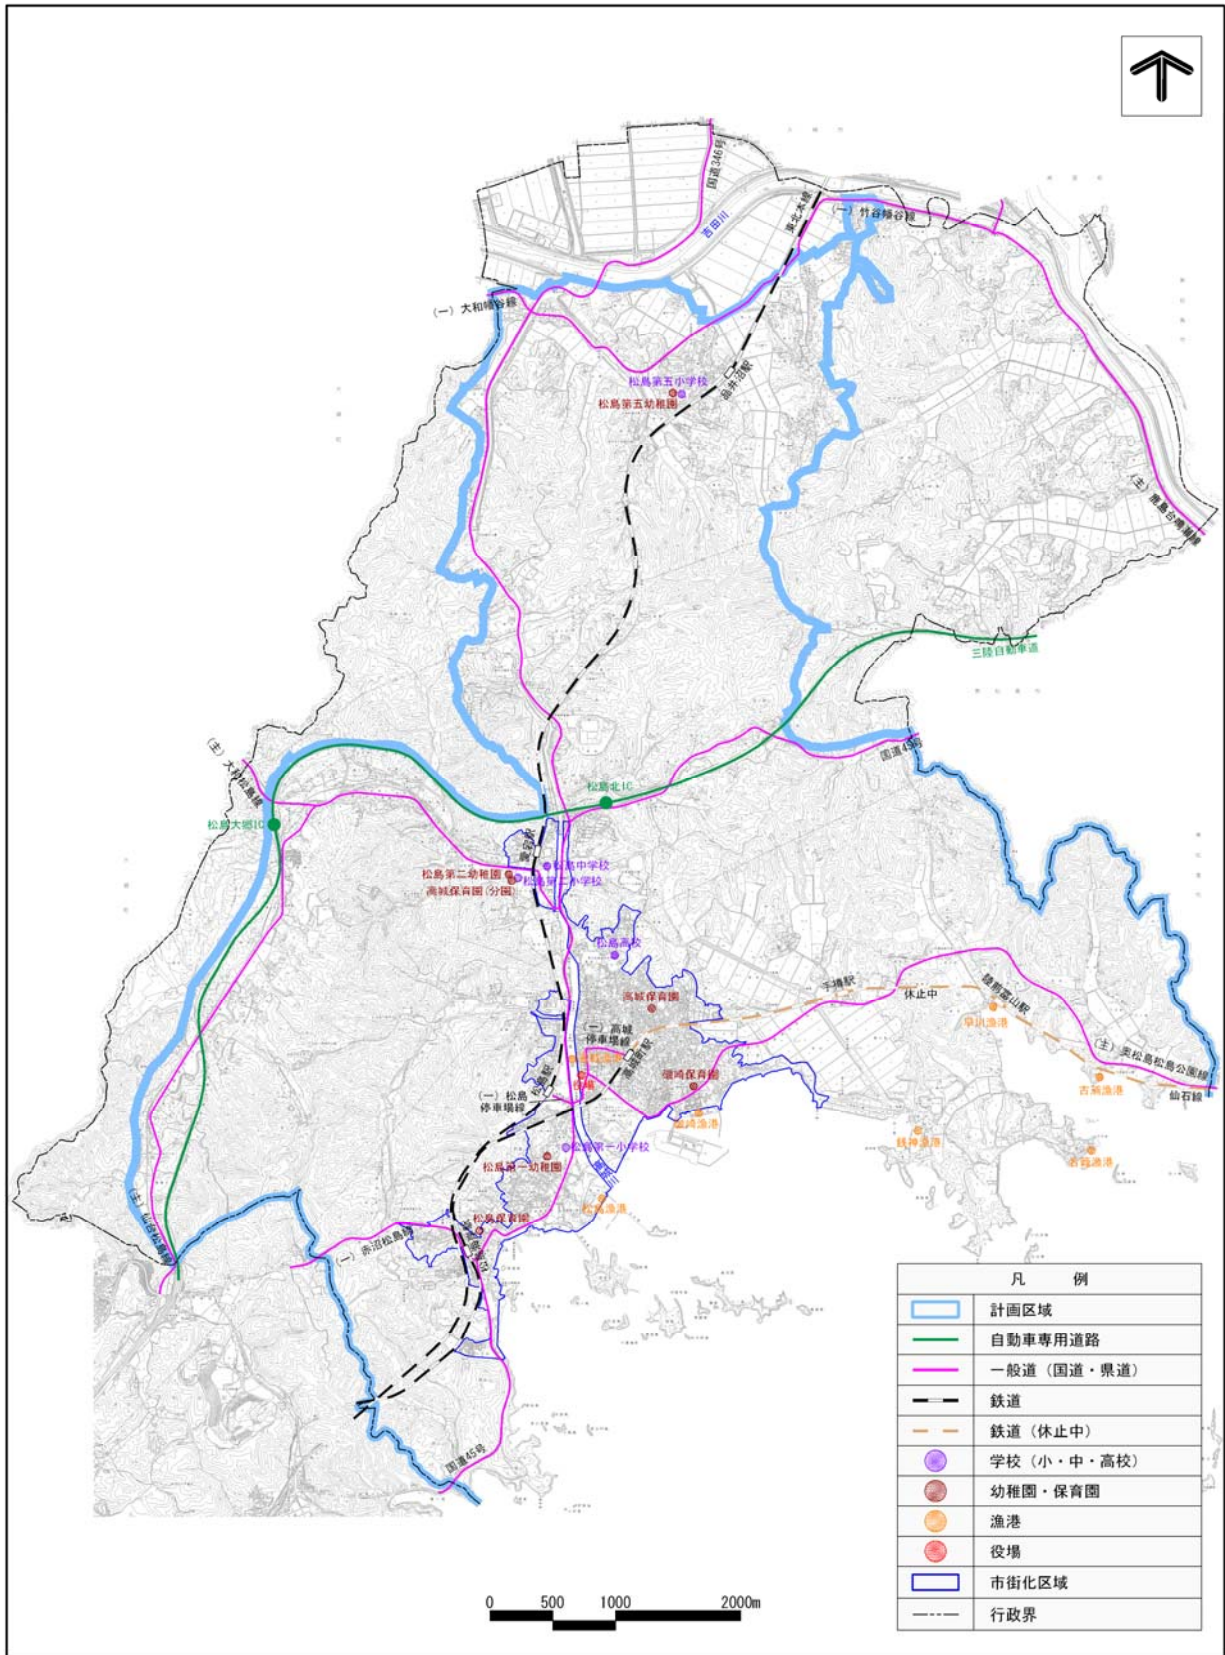 国道346号
吉田川
東北本線
(一) 竹谷幡谷線
(一) 大和幡谷線
品井沼駅
松島第五小学校
松島第五幼稚園
(主) 鹿島台鳴瀬線
三陸自動車道
国道45号
(主) 大和松島線
松島北IC
松島大郷IC
愛宕駅
松島中学校
松島第二幼稚園
松島第二小学校
高城保育園(分園)
松島高校
高城保育園
手樽駅
休止中
陸前富山駅
早川漁港
(一) 高城
停車場線
高城町駅
役場
磯崎保育園
(主) 奥松島松島公園線
古浦漁港
仙石線
松島駅
(一) 松島
停車場線
磯崎漁港
銭神漁港
名籠漁港
松島第一小学校
松島第一幼稚園
高城川
松島漁港
松島保育園
松島海岸駅
(主) 仙台松島線
(一) 赤沼松島線
国道45号
凡 例
計画区域
自動車専用道路
一般道（国道・県道）
鉄道
鉄道（休止中）
学校（小・中・高校）
幼稚園・保育園
漁港
役場
市街化区域
行政界
0 500 1000 2000m